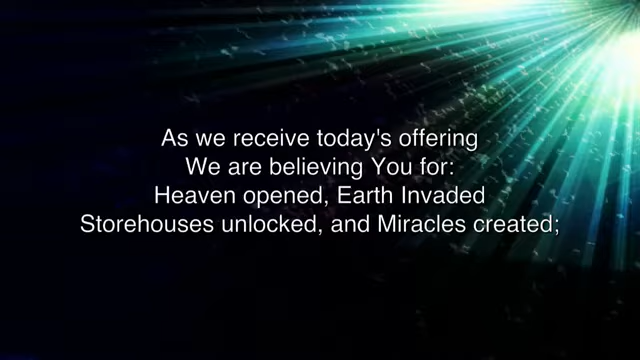 As we receive today's offering
We are believing You for:
Heaven opened, Earth Invaded
Storehouses unlocked, and Miracles created;